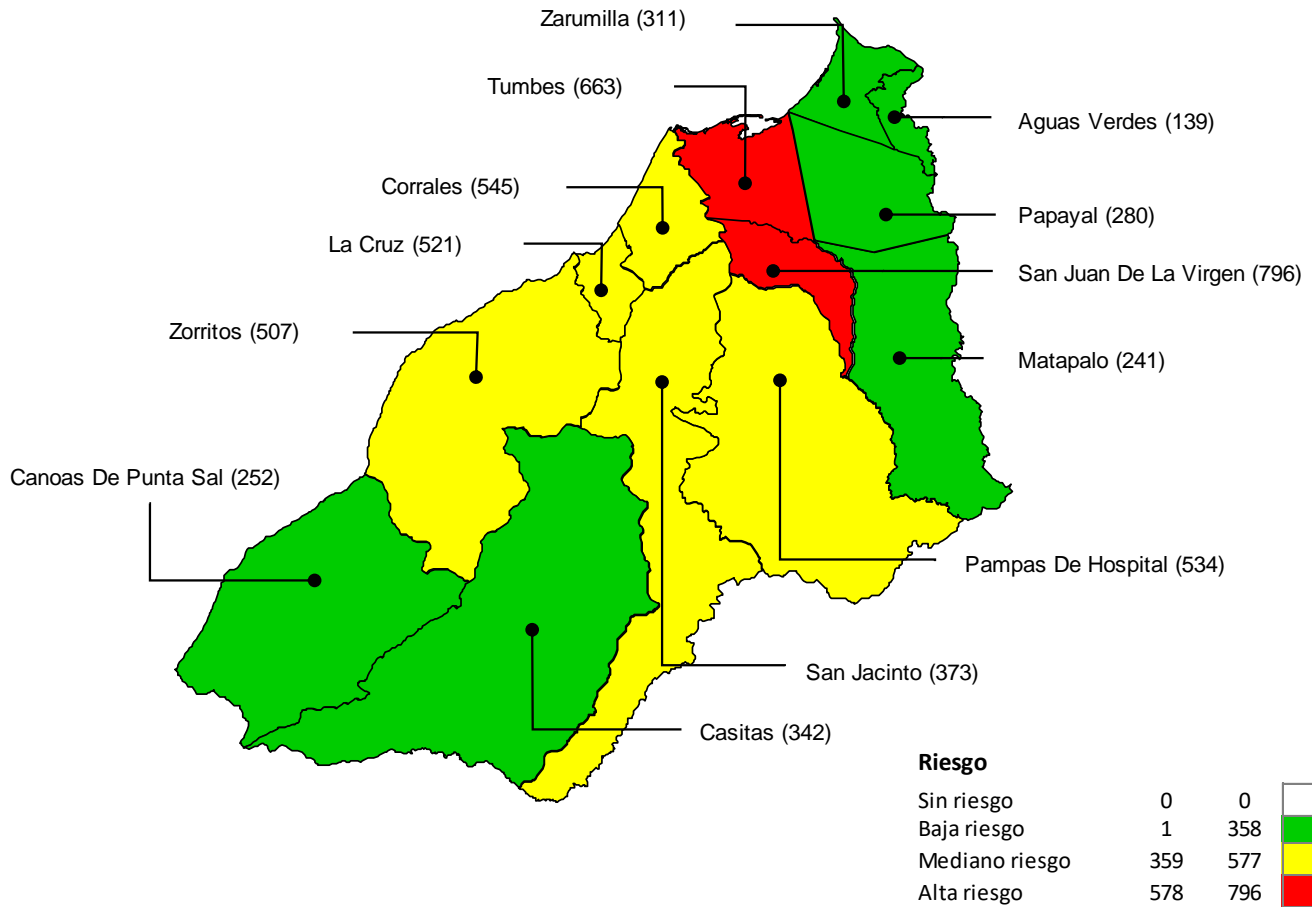 Zarumilla (311)
Tumbes (663)
Aguas Verdes (139)
Corrales (545)
Papayal (280)
La Cruz (521)
San Juan De La Virgen (796)
Zorritos (507)
Matapalo (241)
Canoas De Punta Sal (252)
Pampas De Hospital (534)
San Jacinto (373)
Casitas (342)
Riesgo
Sin riesgo 0 0
Baja riesgo 1 358
Mediano riesgo 359 577
Alta riesgo 578 796